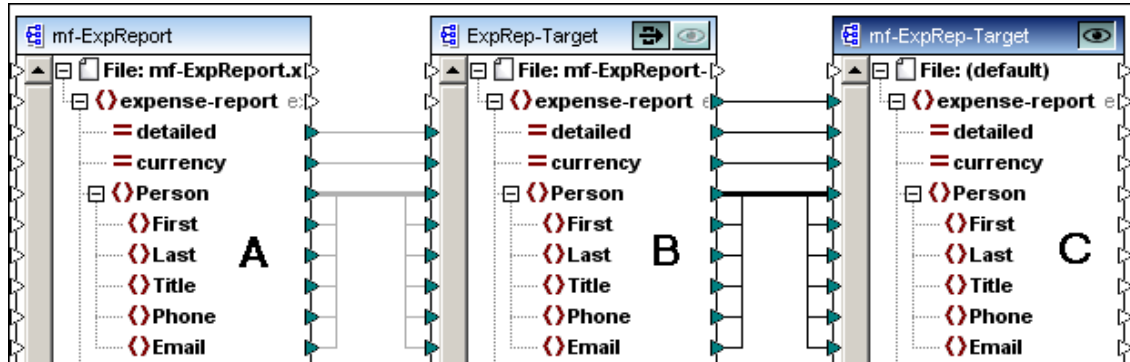 mf-ExpReport
File: mf-ExpReport.x
expense-report e
detailed
currency
Person
First
Last
Title
Phone
Email
A
ExpRep-Target
File: mf-ExpReport-
expense-report e
detailed
currency
Person
First
Last
Title
Phone
Email
B
mf-ExpRep-Target
File: (default)
expense-report e
detailed
currency
Person
First
Last
Title
Phone
Email
C